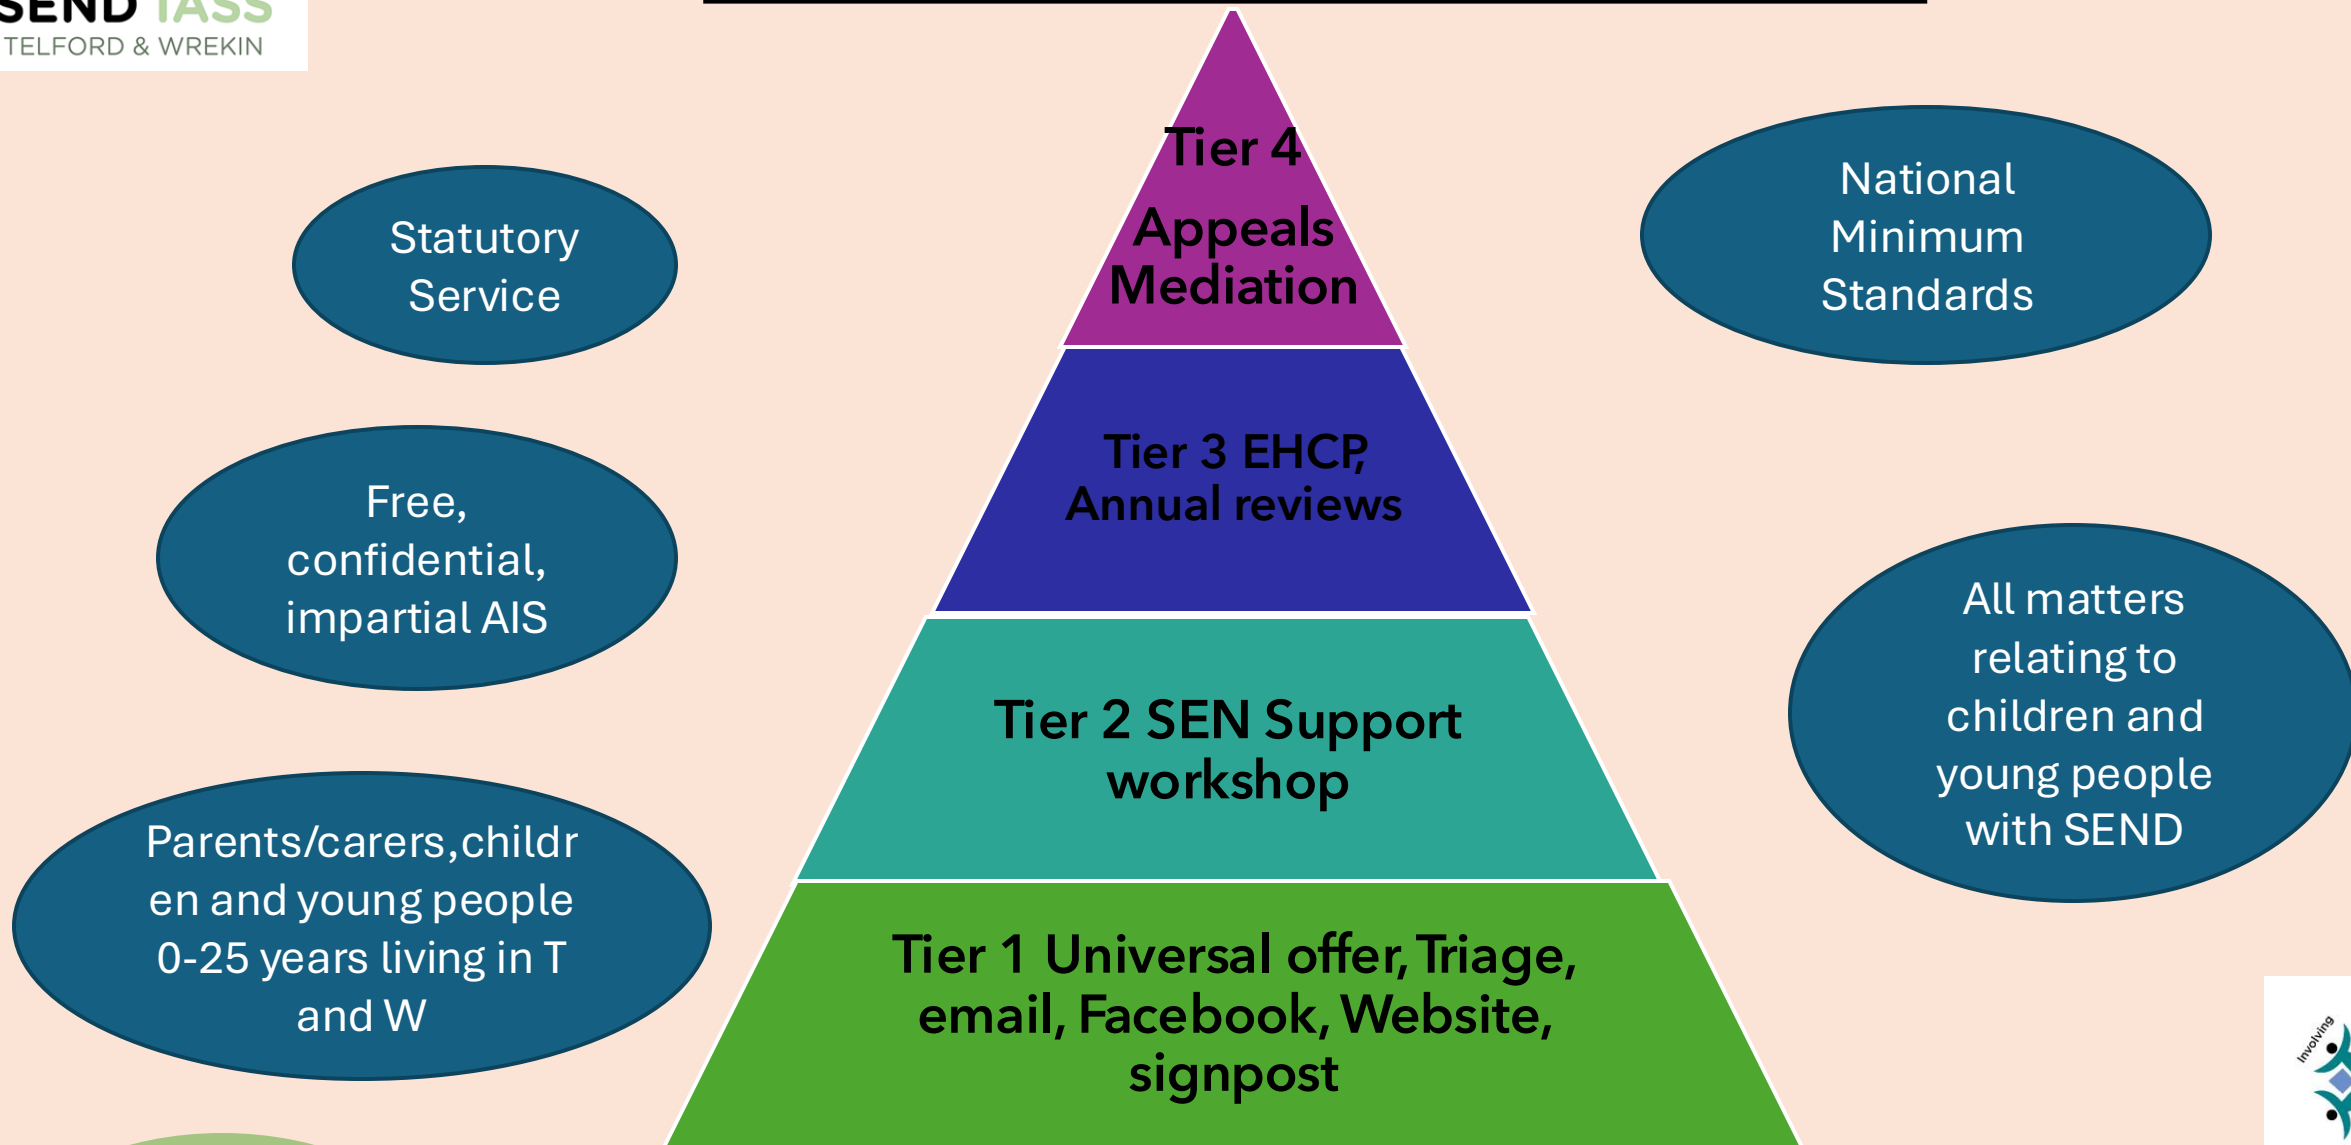 SEND IASS
TELFORD & WREKIN
Tier 4
Appeals
Mediation
Tier 3 EHCP,
Annual reviews
Tier 2 SEN Support
workshop
Tier 1 Universal offer, Triage,
email, Facebook, Website,
signpost
Statutory
Service
Free,
confidential,
impartial AIS
Parents/carers,childr
en and young people
0-25 years living in T
and W
National
Minimum
Standards
All matters
relating to
children and
young people
with SEND
Involving